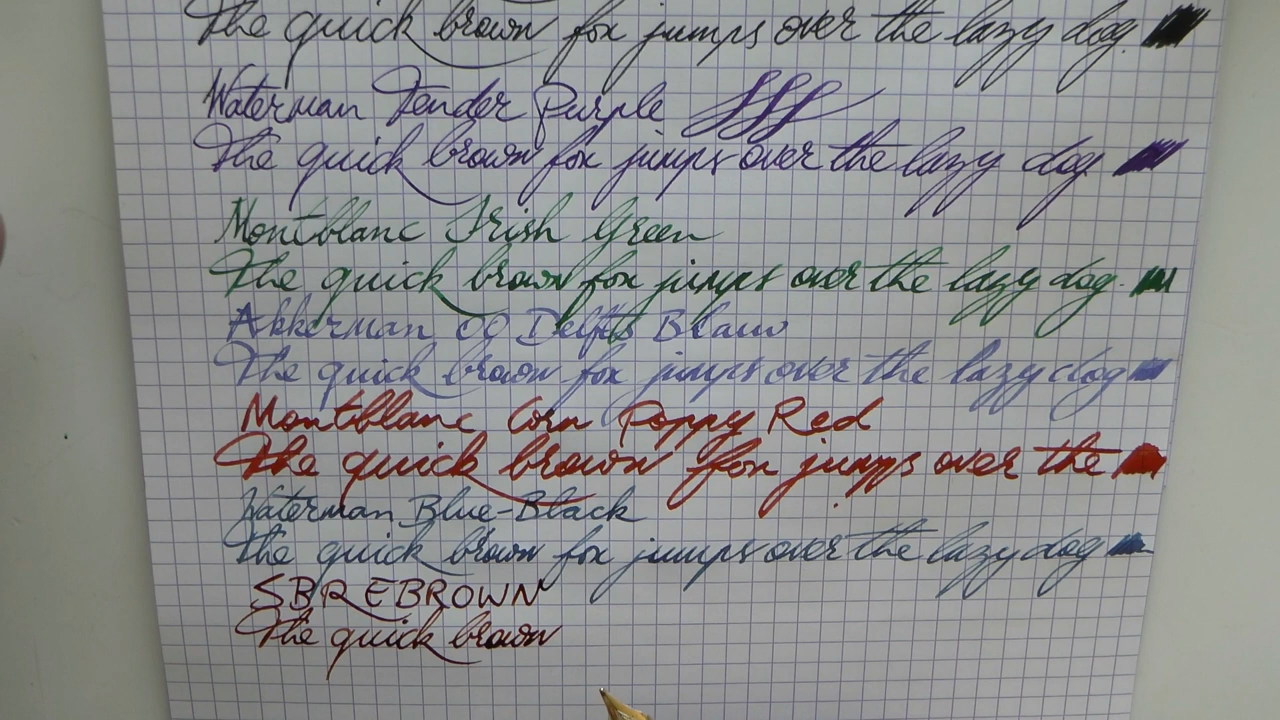 The quick brown fox jumps over the lazy dog.
Waterman Tender Purple
The quick brown fox jumps over the lazy dog.
Montblanc Irish Green
The quick brown fox jumps over the lazy dog.
Akkerman 09 Delfts Blauw
The quick brown fox jumps over the lazy dog
Montblanc Corn Poppy Red
The quick brown fox jumps over the
Waterman Blue-Black
The quick brown fox jumps over the lazy dog
SBREBROWN
The quick brown